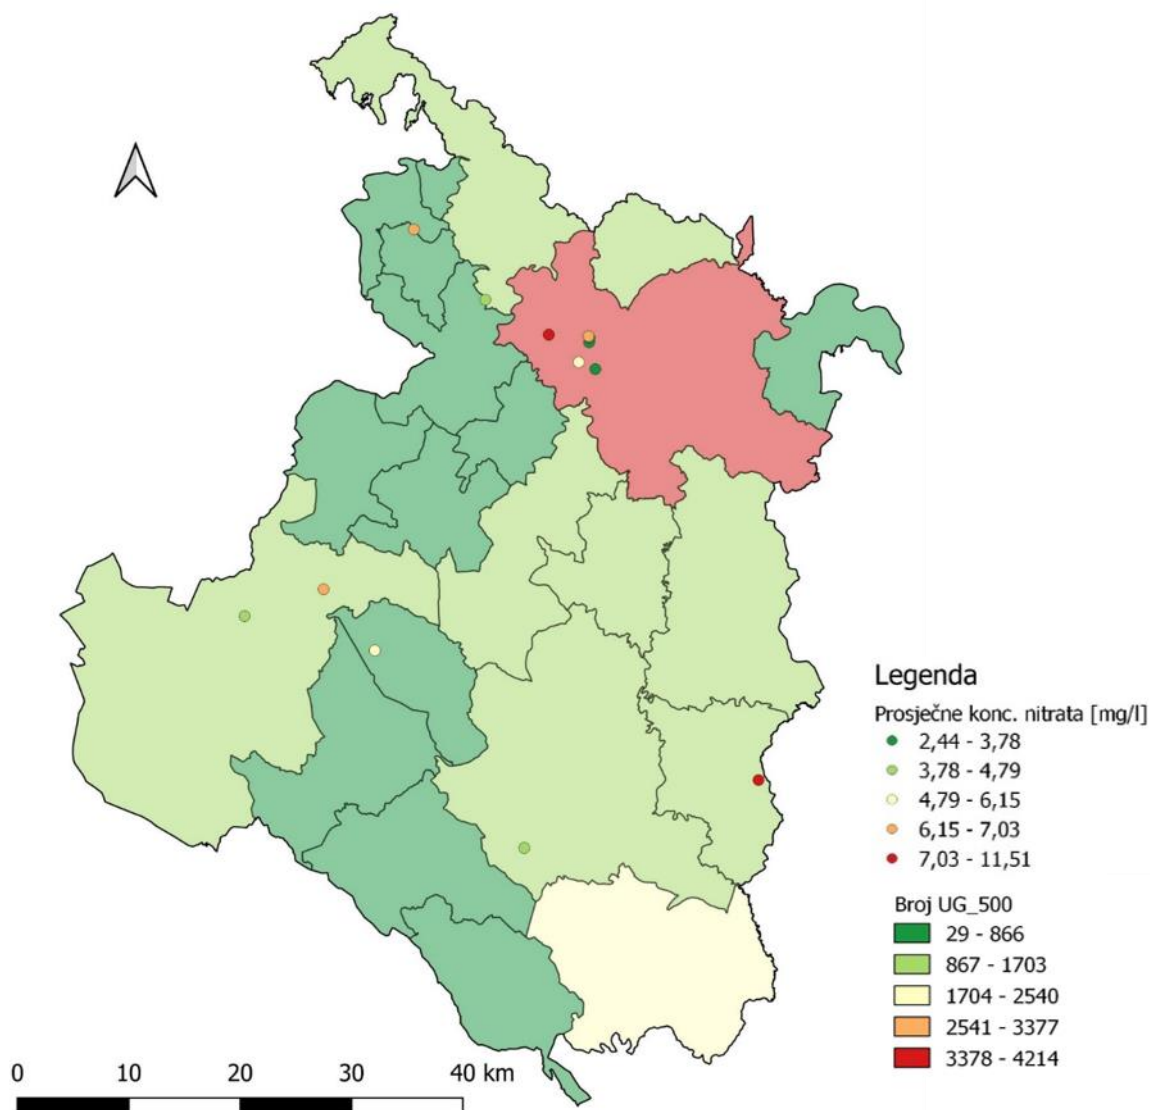 Legenda
Prosječne konc. nitrata [mg/l]
2,44 - 3,78
3,78 - 4,79
4,79 - 6,15
6,15 - 7,03
7,03 - 11,51
Broj UG_500
29 - 866
867 - 1703
1704 - 2540
2541 - 3377
3378 - 4214
0 10 20 30 40 km